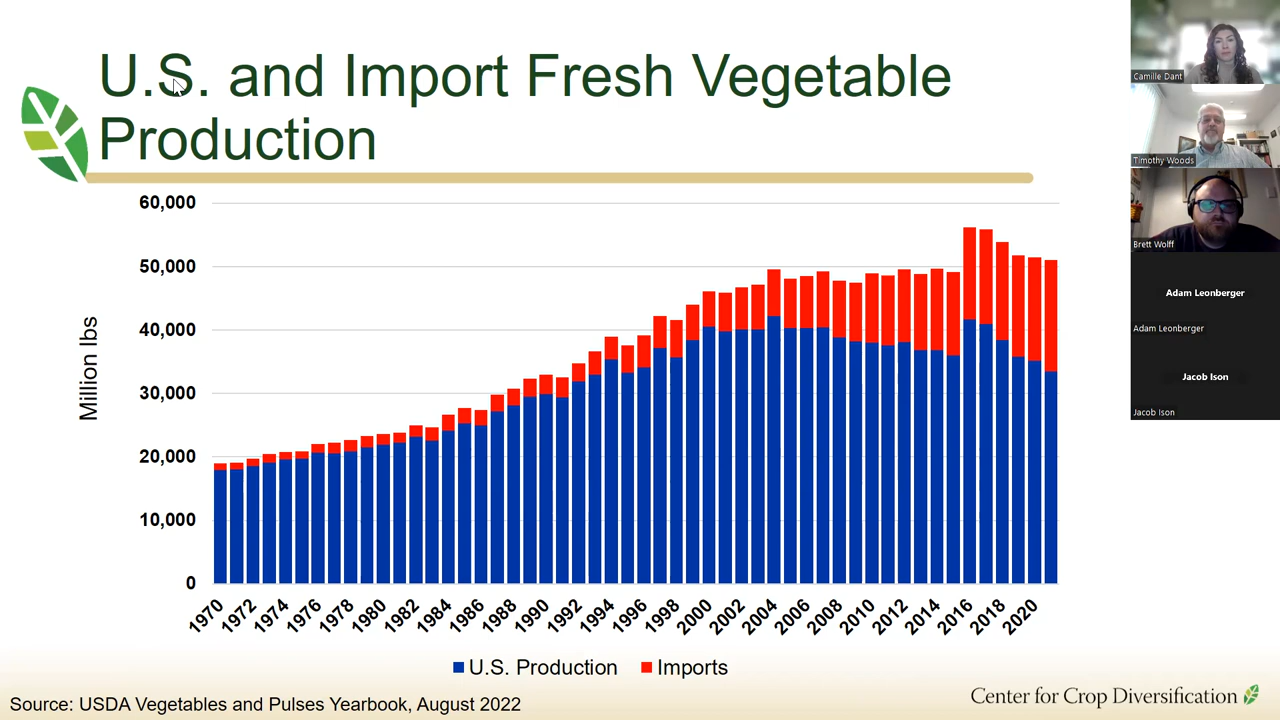 U.S. and Import Fresh Vegetable
Production
60,000
50,000
40,000
30,000
20,000
10,000
0
Million lbs
1970
1972
1974
1976
1978
1980
1982
1984
1986
1988
1990
1992
1994
1996
1998
2000
2002
2004
2006
2008
2010
2012
2014
2016
2018
2020
U.S. Production
Imports
Source: USDA Vegetables and Pulses Yearbook, August 2022
Center for Crop Diversification
Camille Dant
Timothy Woods
Brett Wolff
Adam Leonberger
Adam Leonberger
Jacob Ison
Jacob Ison